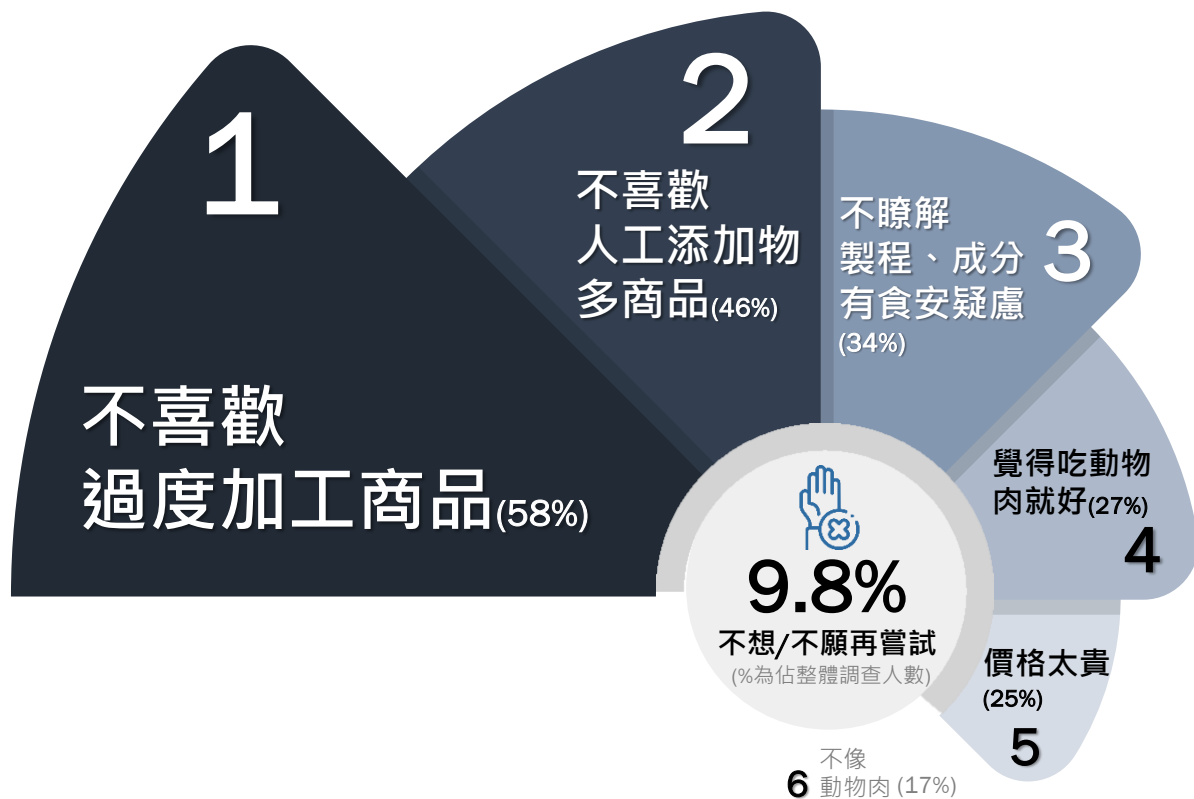 1
不喜歡
過度加工商品(58%)
2
不喜歡
人工添加物
多商品(46%)
3
不瞭解
製程、成分
有食安疑慮
(34%)
覺得吃動物
肉就好(27%)
4
價格太貴
(25%)
5
6
不像
動物肉 (17%)
9.8%
不想/不願再嘗試
(%為佔整體調查人數)